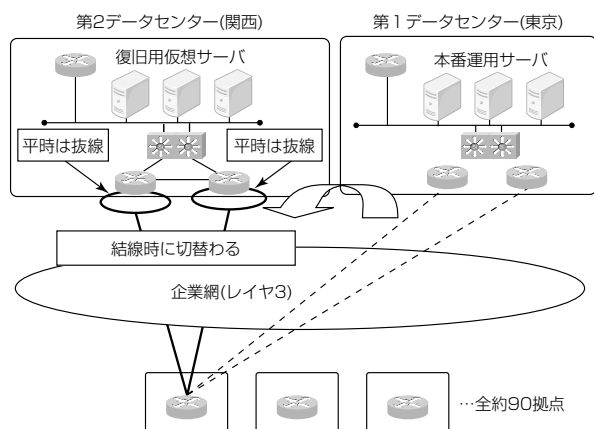 第2データセンター(関西)
第１データセンター(東京)
復旧用仮想サーバ
本番運用サーバ
平時は抜線
平時は抜線
結線時に切替わる
企業網(レイヤ3)
…全約90拠点